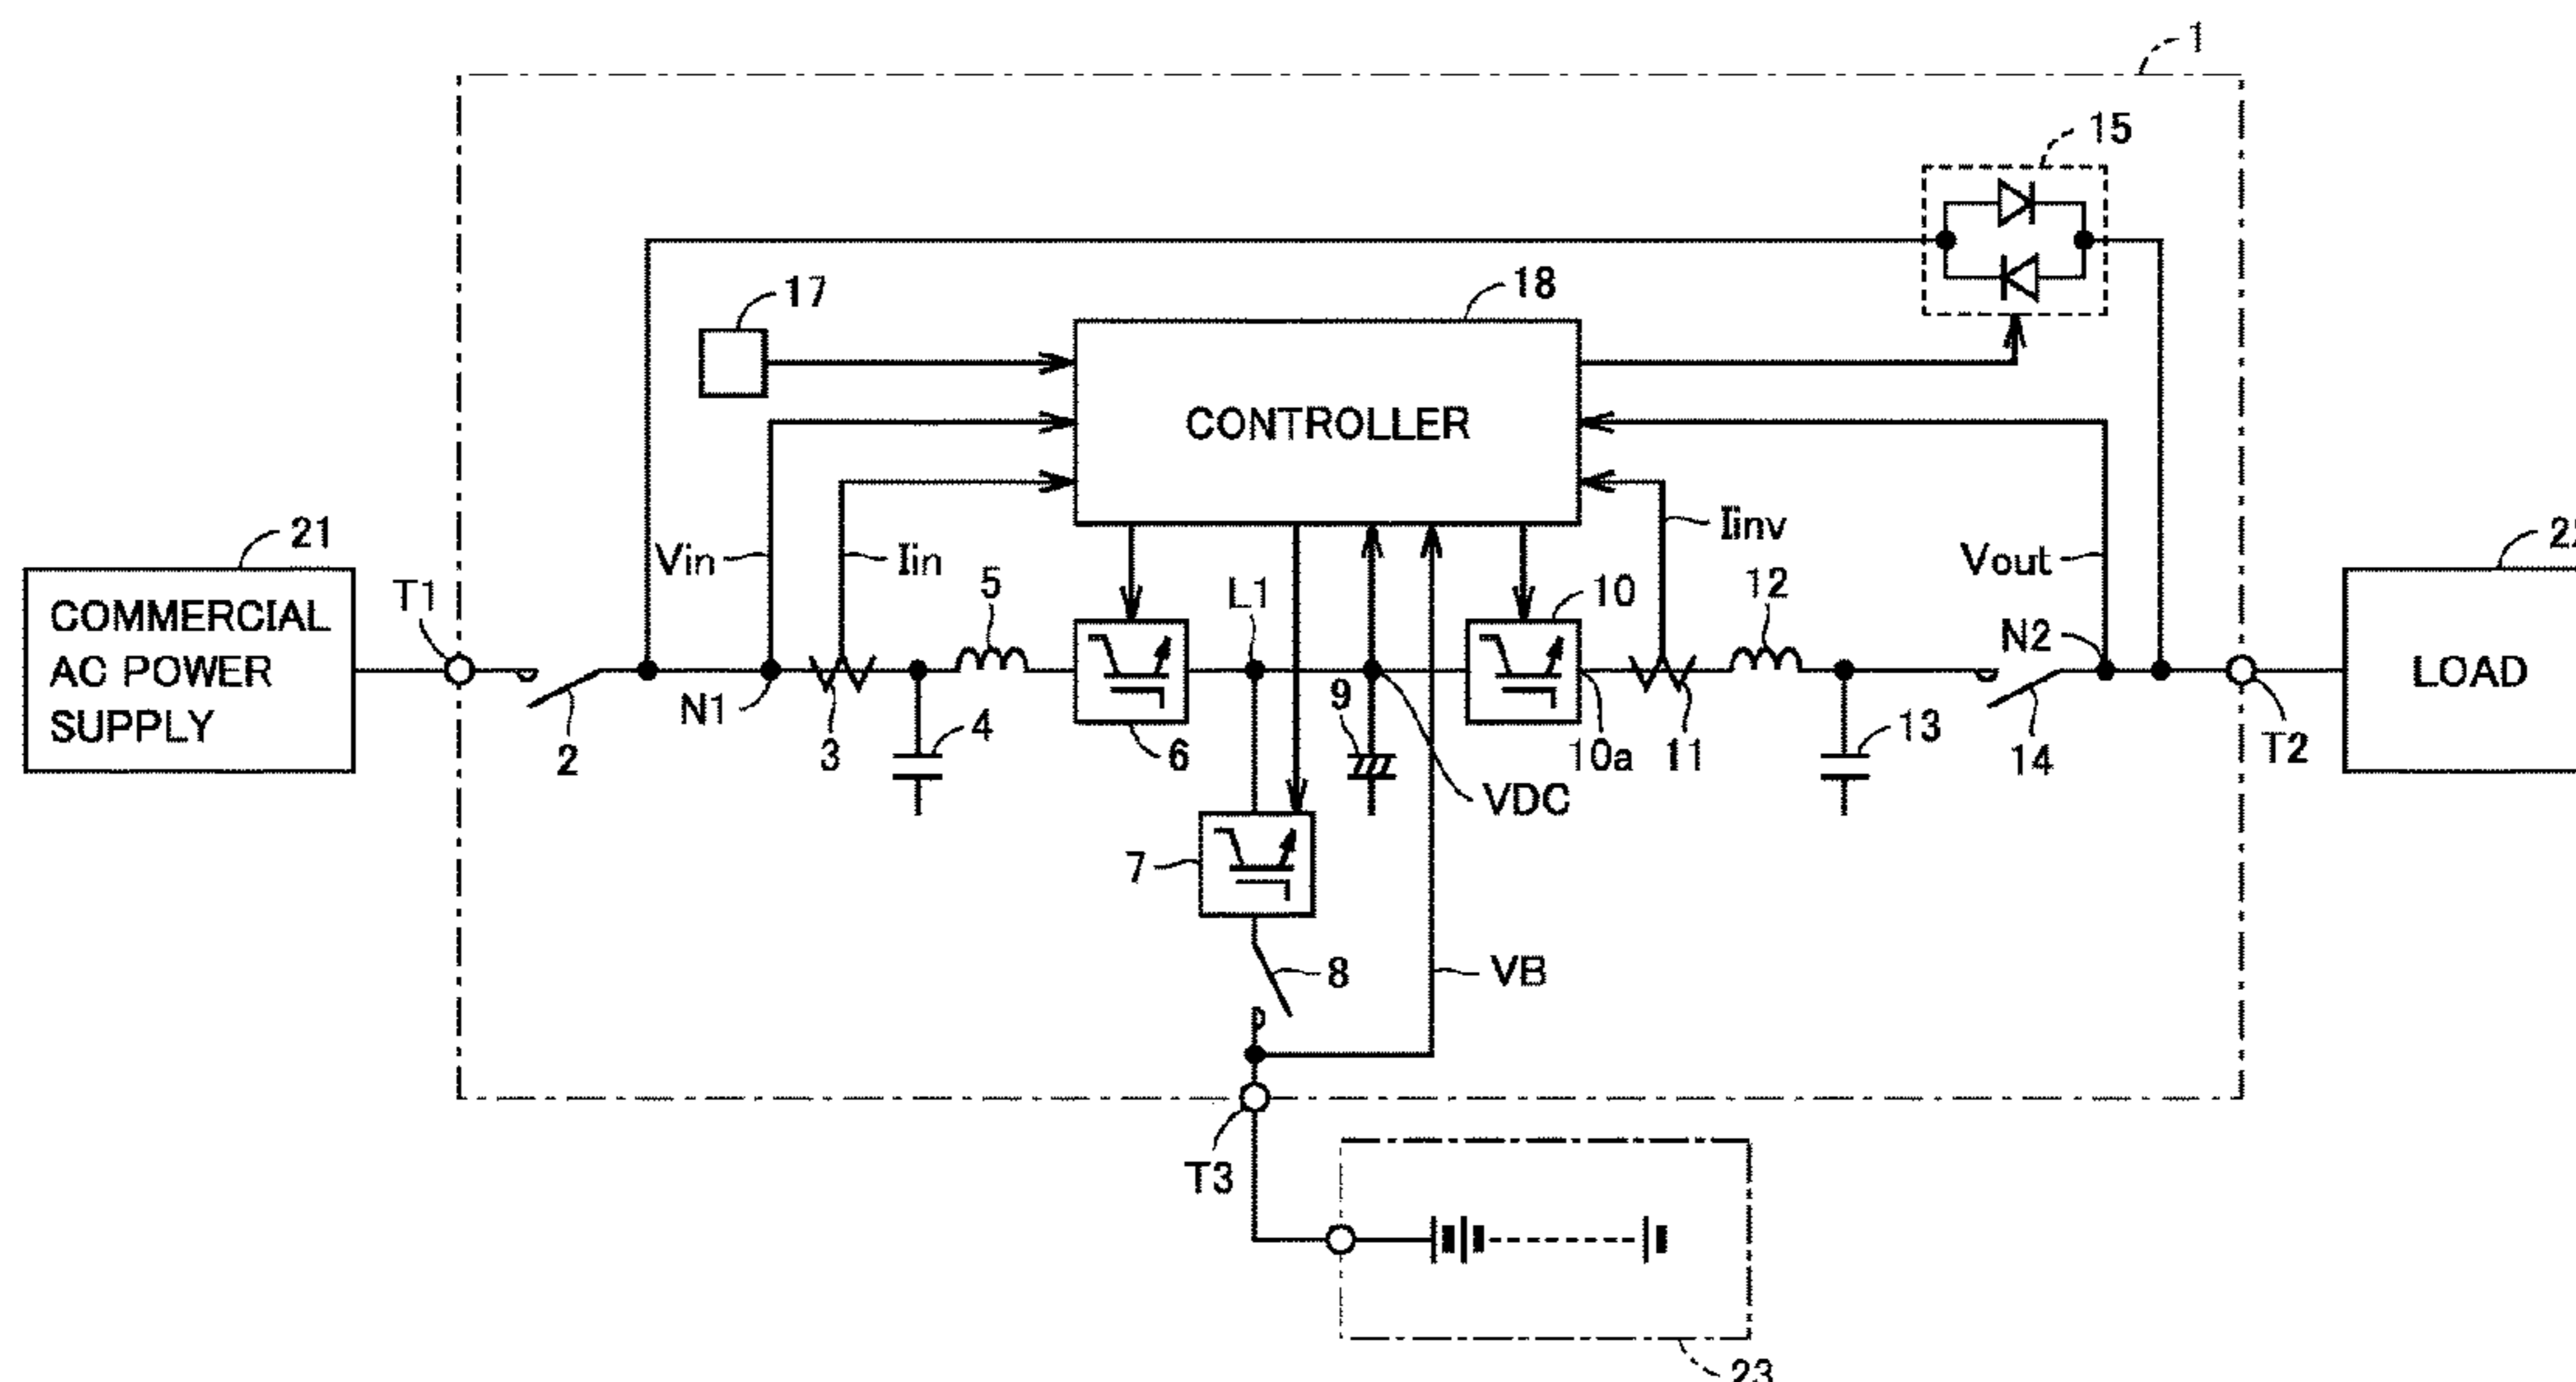 1
15
17
18
CONTROLLER
21
Vin
Iin
Iinv
Vout
22
COMMERCIAL
AC POWER
SUPPLY
T1
5
L1
10
12
N2
LOAD
N1
2
3
4
6
9
10a
11
13
14
T2
VDC
7
8
VB
T3
23